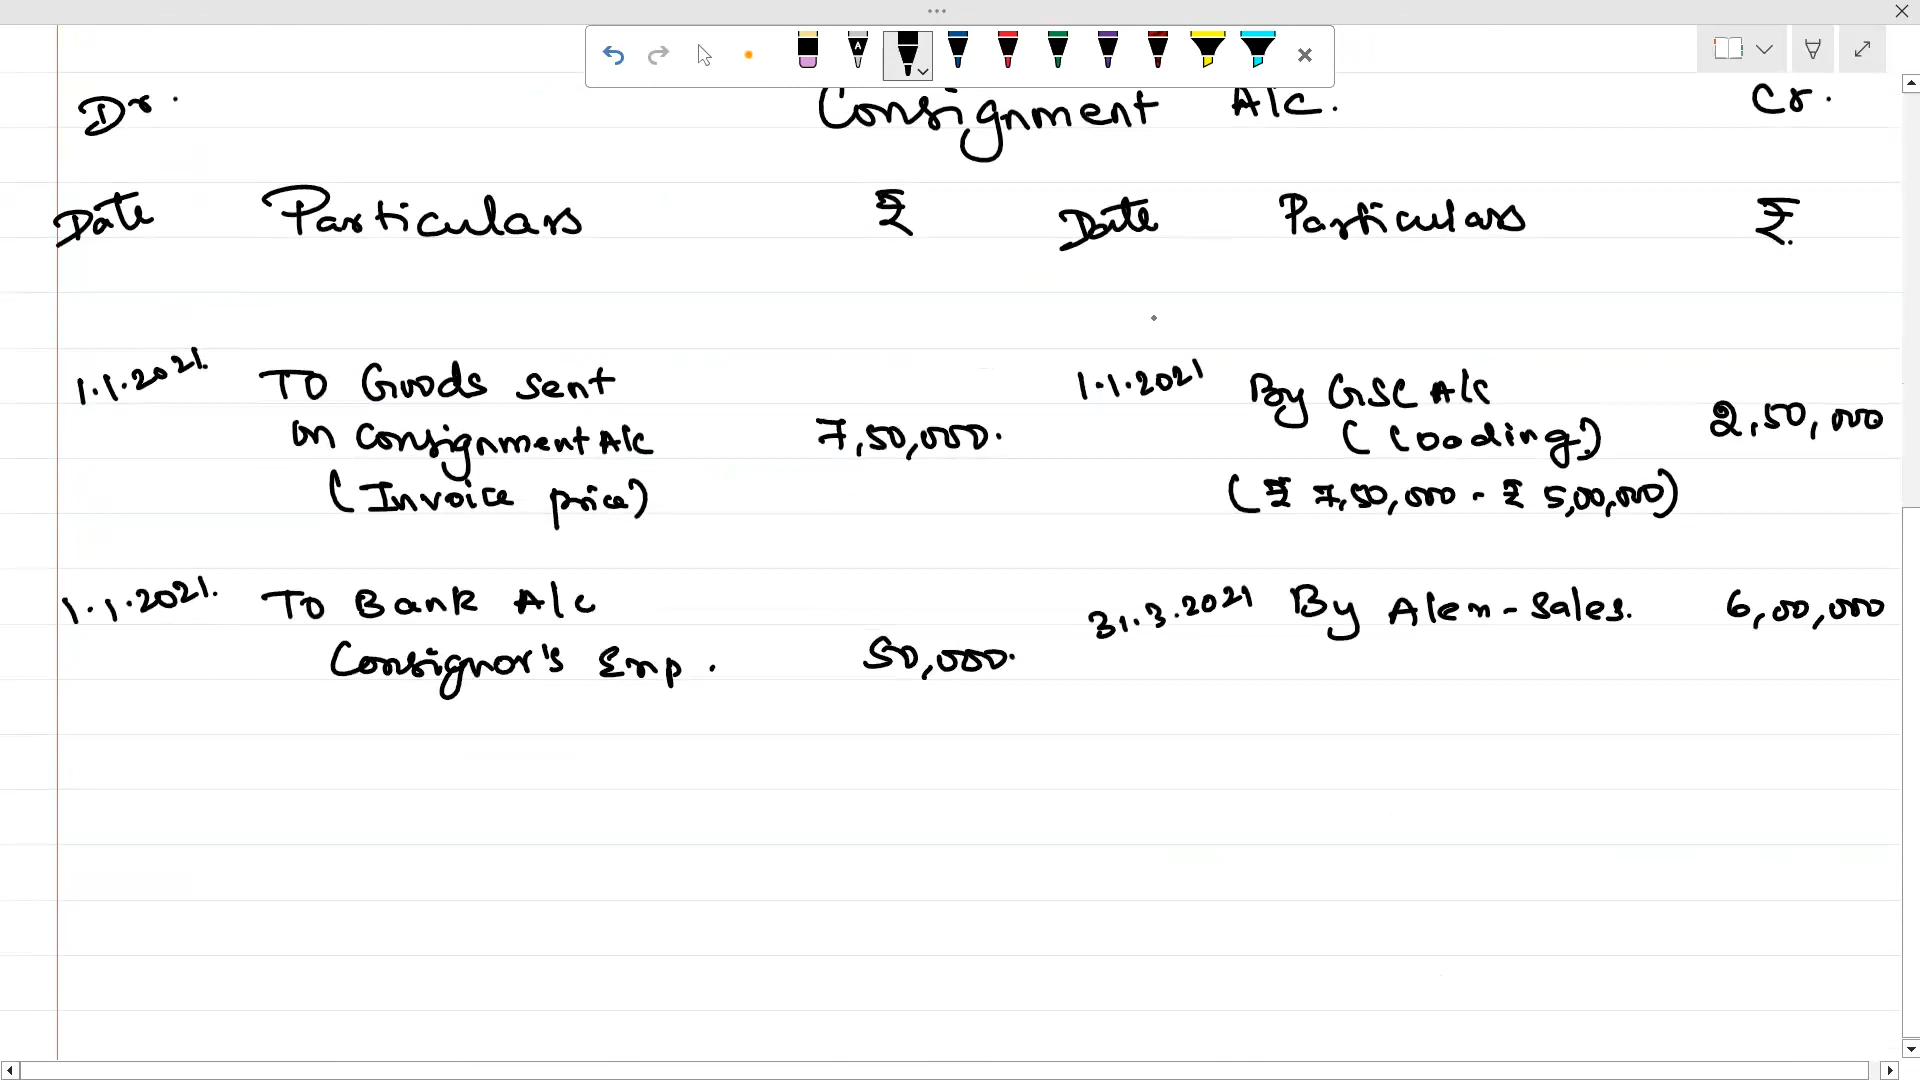 Dr. Consignment A/c. Cr.
Date Particulars ₹ Date Particulars ₹.
1.1.2021. To Goods sent
on Consignment A/c 7,50,000.
(Invoice price)
1.1.2021 By GSC A/c
(Loading) 2,50,000
(₹ 7,50,000 - ₹ 5,00,000)
1.1.2021. To Bank A/c
Consignor's Exp. 50,000.
31.3.2021 By Alex - Sales. 6,00,000